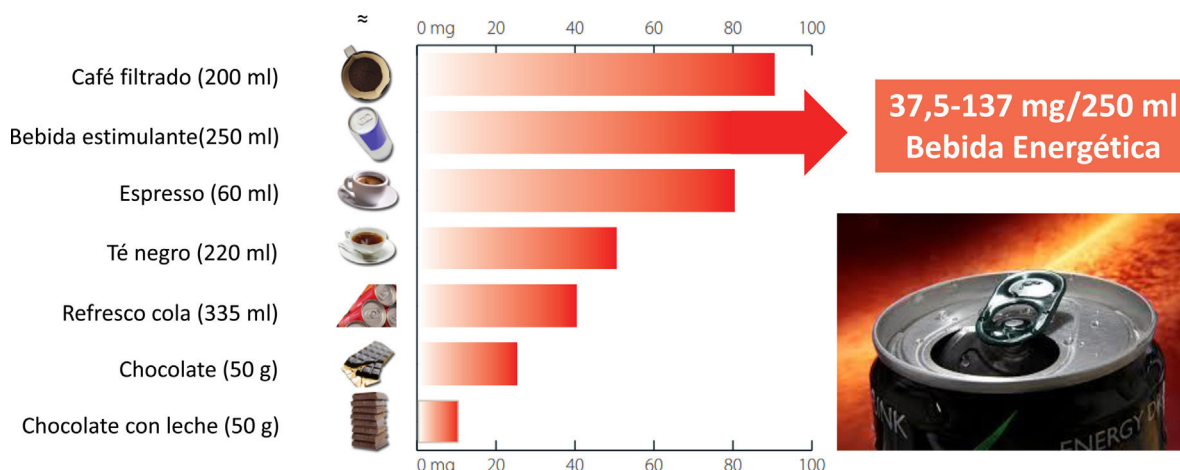 ≈
0 mg 20 40 60 80 100
Café filtrado (200 ml)
Bebida estimulante(250 ml)
Espresso (60 ml)
Té negro (220 ml)
Refresco cola (335 ml)
Chocolate (50 g)
Chocolate con leche (50 g)
0 mg 20 40 60 80 100
37,5-137 mg/250 ml
Bebida Energética
INK
ENERGY D